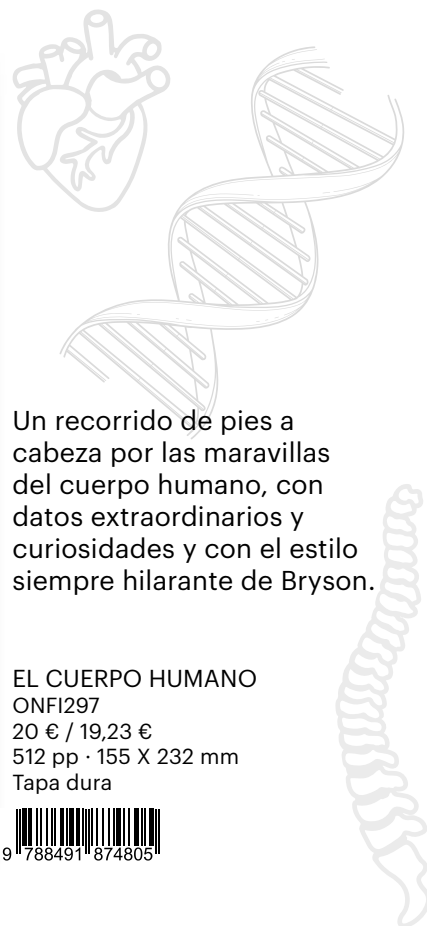 Un recorrido de pies a
cabeza por las maravillas
del cuerpo humano, con
datos extraordinarios y
curiosidades y con el estilo
siempre hilarante de Bryson.
EL CUERPO HUMANO
ONFI297
20 € / 19,23 €
512 pp · 155 X 232 mm
Tapa dura
9 788491 874805